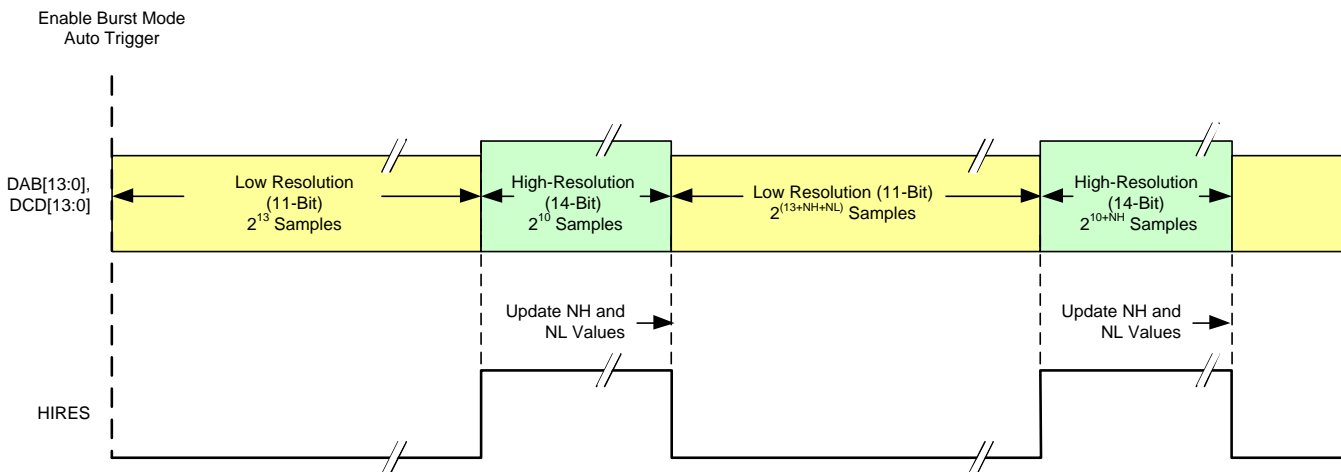 Enable Burst Mode
Auto Trigger
DAB[13:0],
DCD[13:0]
Low Resolution
(11-Bit)
2^13 Samples
High-Resolution
(14-Bit)
2^10 Samples
Low Resolution (11-Bit)
2^(13+NH+NL) Samples
High-Resolution
(14-Bit)
2^10+NH Samples
Update NH and
NL Values
Update NH and
NL Values
HIRES